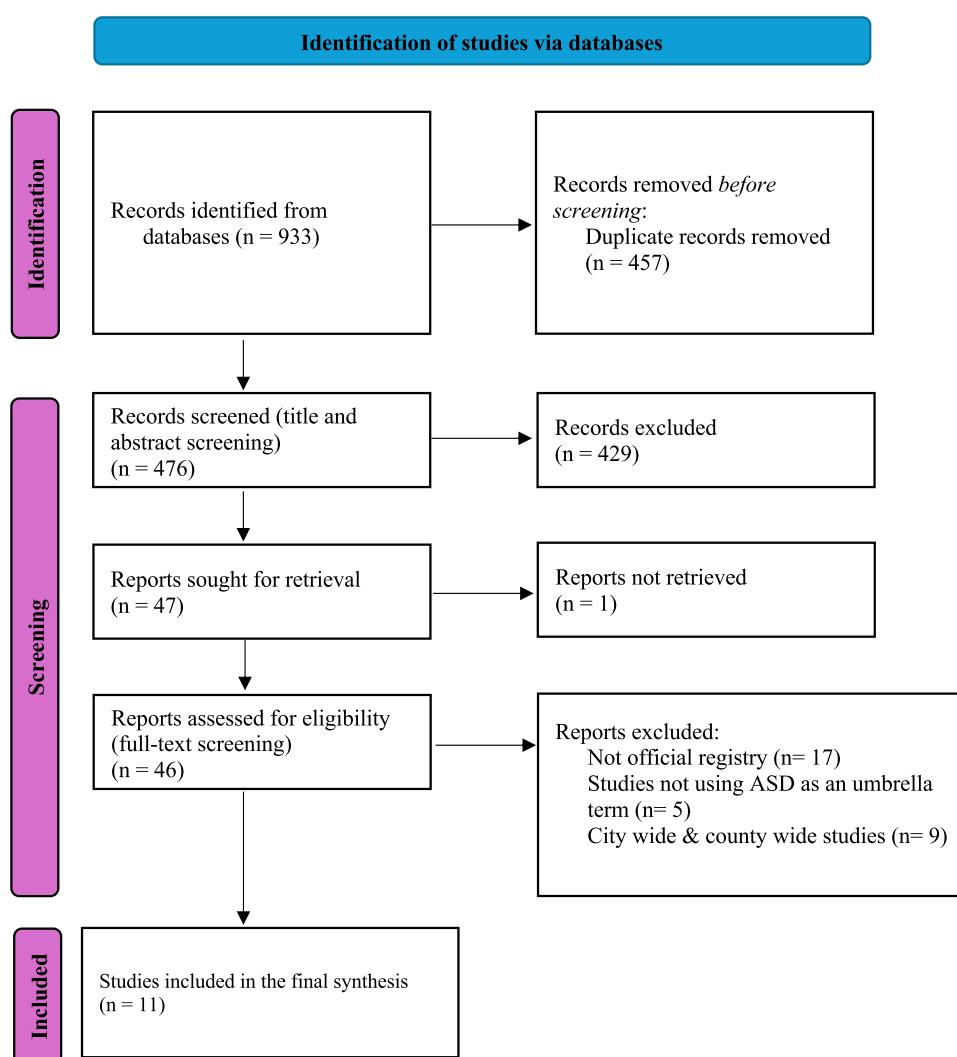 Identification of studies via databases
Identification
Records identified from
databases (n = 933)
Records removed before
screening:
Duplicate records removed
(n = 457)
Screening
Records screened (title and
abstract screening)
(n = 476)
Records excluded
(n = 429)
Reports sought for retrieval
(n = 47)
Reports not retrieved
(n = 1)
Reports assessed for eligibility
(full-text screening)
(n = 46)
Reports excluded:
Not official registry (n= 17)
Studies not using ASD as an umbrella
term (n= 5)
City wide & county wide studies (n= 9)
Included
Studies included in the final synthesis
(n = 11)